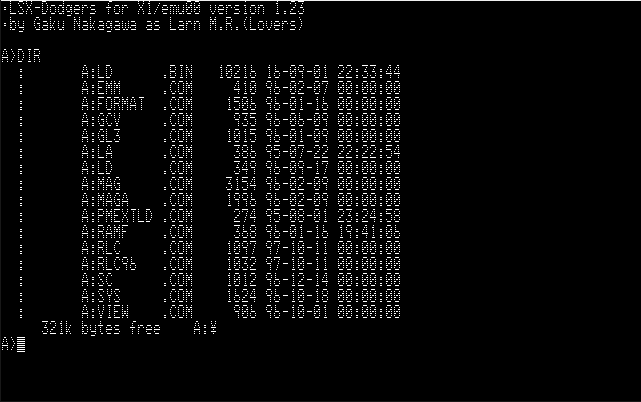 ·LSX-Dodgers for X1/emu00 version 1.23
·by Gaku Nakagawa as Larn M.R.(Lovers)
A>DIR
: A:LD .BIN 10216 16-09-01 22:33:44
: A:EMM .COM 410 96-02-07 00:00:00
: A:FORMAT .COM 1506 96-01-16 00:00:00
: A:GCV .COM 935 96-06-09 00:00:00
: A:GL3 .COM 1015 96-01-09 00:00:00
: A:LA .COM 386 95-07-22 22:22:54
: A:LD .COM 349 96-09-17 00:00:00
: A:MAG .COM 3154 96-02-09 00:00:00
: A:MAGA .COM 1996 96-02-09 00:00:00
: A:PMEXTLD .COM 274 95-08-01 23:24:58
: A:RAMF .COM 368 96-01-16 19:41:06
: A:RLC .COM 1097 97-10-11 00:00:00
: A:RLC96 .COM 1032 97-10-11 00:00:00
: A:SC .COM 1012 96-12-14 00:00:00
: A:SYS .COM 1624 96-10-18 00:00:00
: A:VIEW .COM 906 96-10-01 00:00:00
321k bytes free A:¥
A>